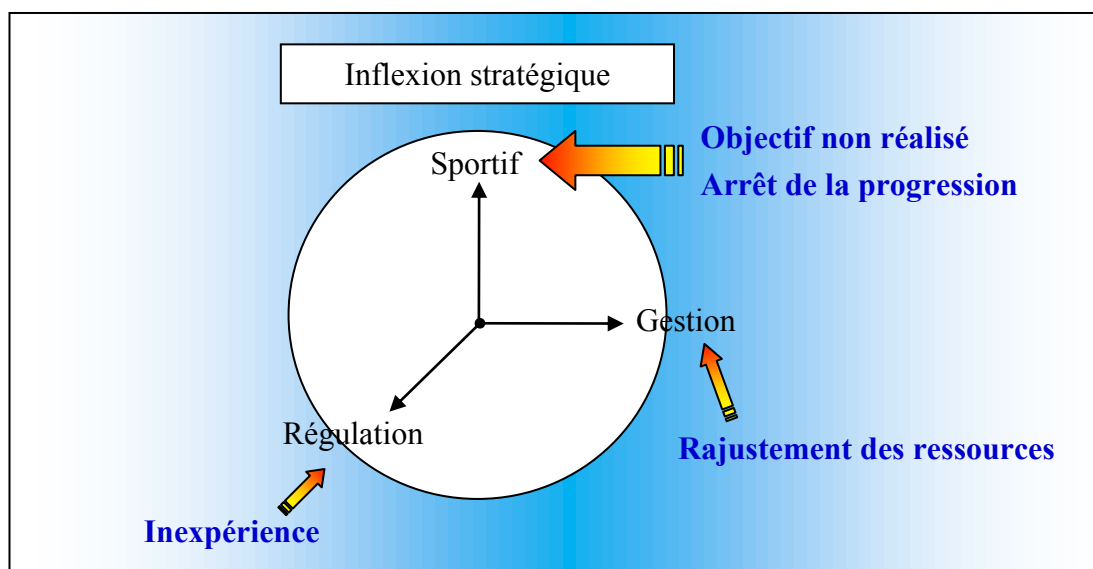 Inflexion stratégique
Objectif non réalisé
Sportif
Arrêt de la progression
Gestion
Régulation
Rajustement des ressources
Inexpérience